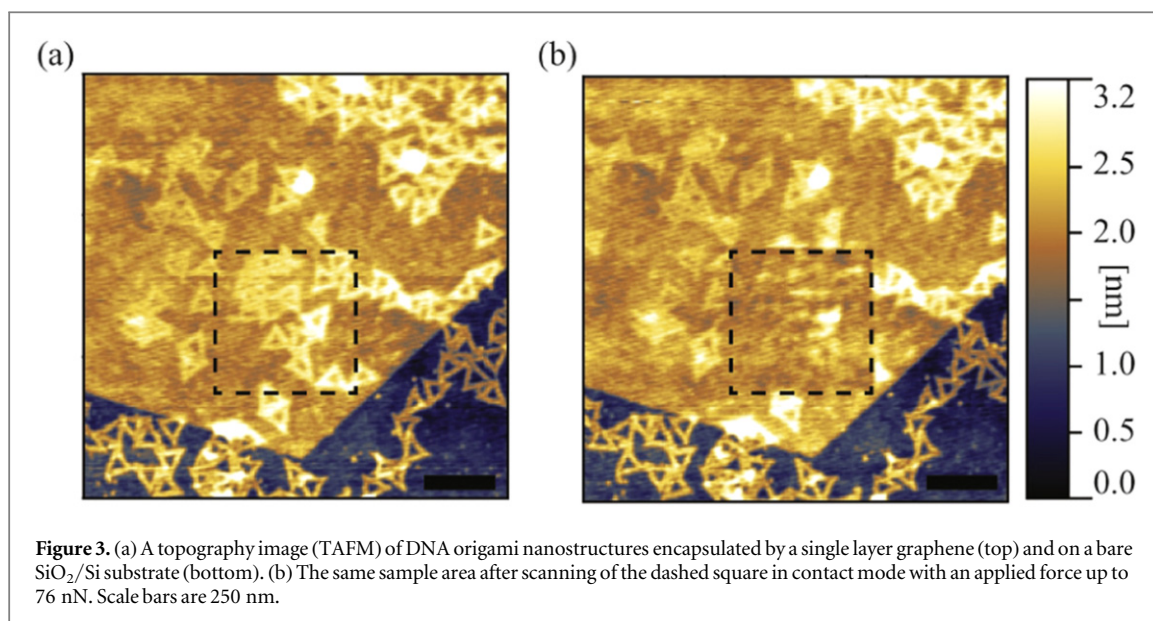 (a)
(b)
3.2
2.5
2.0
[nm]
1.0
0.5
0.0
Figure 3. (a) A topography image (TAFM) of DNA origami nanostructures encapsulated by a single layer graphene (top) and on a bare
SiO₂/Si substrate (bottom). (b) The same sample area after scanning of the dashed square in contact mode with an applied force up to
76 nN. Scale bars are 250 nm.